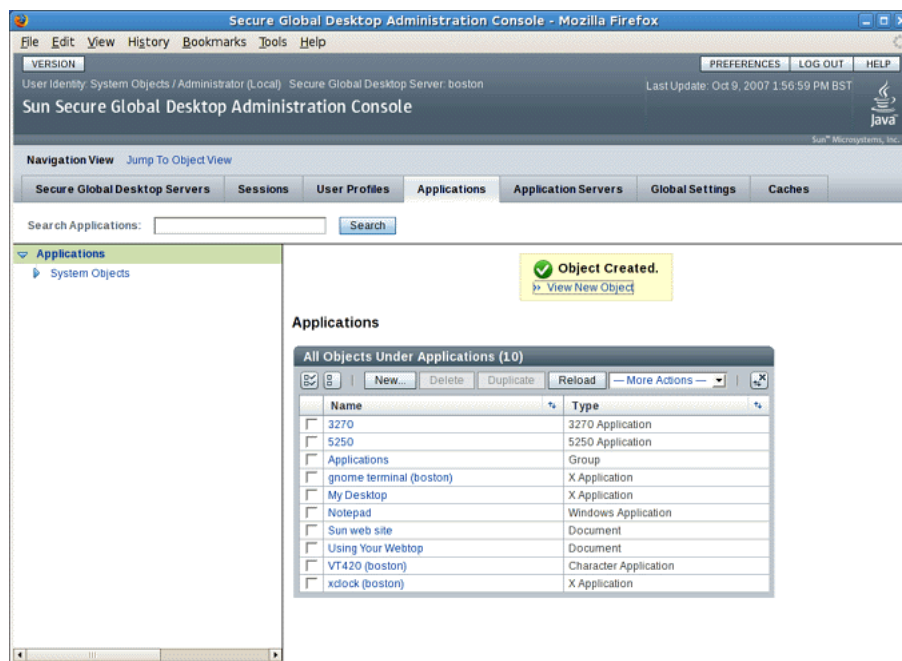 Secure Global Desktop Administration Console - Mozilla Firefox
File Edit View History Bookmarks Tools Help
VERSION PREFERENCES LOG OUT HELP
User Identity: System Objects / Administrator (Local) Secure Global Desktop Server: boston Last Update: Oct 9, 2007 1:56:59 PM BST
Sun Secure Global Desktop Administration Console
Java
Sun™ Microsystems, Inc.
Navigation View Jump To Object View
Secure Global Desktop Servers Sessions User Profiles Applications Application Servers Global Settings Caches
Search Applications: Search
Applications
System Objects
Object Created.
» View New Object
Applications
All Objects Under Applications (10)
New... Delete Duplicate Reload — More Actions —
Name Type
3270 3270 Application
5250 5250 Application
Applications Group
gnome terminal (boston) X Application
My Desktop X Application
Notepad Windows Application
Sun web site Document
Using Your Webtop Document
VT420 (boston) Character Application
xclock (boston) X Application